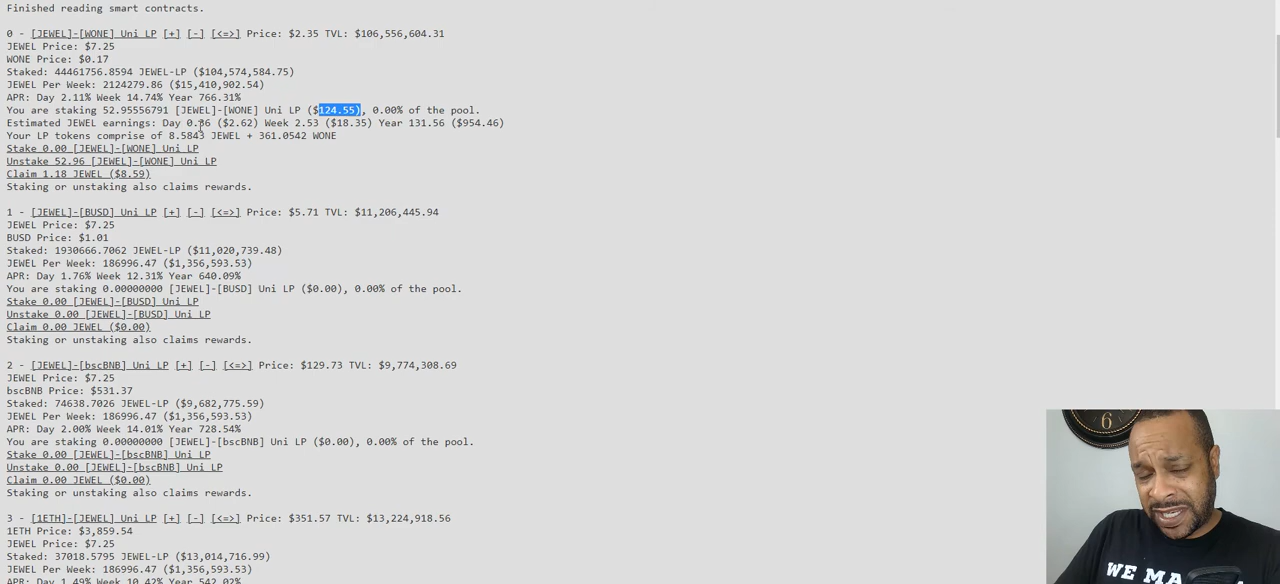 Finished reading smart contracts.
0 - [JEWEL]-[WONE] Uni LP [+] [-] [<=>] Price: $2.35 TVL: $106,556,604.31
JEWEL Price: $7.25
WONE Price: $0.17
Staked: 44461756.8594 JEWEL-LP ($104,574,584.75)
JEWEL Per Week: 2124279.86 ($15,410,902.54)
APR: Day 2.11% Week 14.74% Year 766.31%
You are staking 52.95556791 [JEWEL]-[WONE] Uni LP ($124.55), 0.00% of the pool.
Estimated JEWEL earnings: Day 0.36 ($2.62) Week 2.53 ($18.35) Year 131.56 ($954.46)
Your LP tokens comprise of 8.5843 JEWEL + 361.0542 WONE
Stake 0.00 [JEWEL]-[WONE] Uni LP
Unstake 52.96 [JEWEL]-[WONE] Uni LP
Claim 1.18 JEWEL ($8.59)
Staking or unstaking also claims rewards.
1 - [JEWEL]-[BUSD] Uni LP [+] [-] [<=>] Price: $5.71 TVL: $11,206,445.94
JEWEL Price: $7.25
BUSD Price: $1.01
Staked: 1930666.7062 JEWEL-LP ($11,020,739.48)
JEWEL Per Week: 186996.47 ($1,356,593.53)
APR: Day 1.76% Week 12.31% Year 640.09%
You are staking 0.00000000 [JEWEL]-[BUSD] Uni LP ($0.00), 0.00% of the pool.
Stake 0.00 [JEWEL]-[BUSD] Uni LP
Unstake 0.00 [JEWEL]-[BUSD] Uni LP
Claim 0.00 JEWEL ($0.00)
Staking or unstaking also claims rewards.
2 - [JEWEL]-[bscBNB] Uni LP [+] [-] [<=>] Price: $129.73 TVL: $9,774,308.69
JEWEL Price: $7.25
bscBNB Price: $531.37
Staked: 74638.7026 JEWEL-LP ($9,682,775.59)
JEWEL Per Week: 186996.47 ($1,356,593.53)
APR: Day 2.00% Week 14.01% Year 728.54%
You are staking 0.00000000 [JEWEL]-[bscBNB] Uni LP ($0.00), 0.00% of the pool.
Stake 0.00 [JEWEL]-[bscBNB] Uni LP
Unstake 0.00 [JEWEL]-[bscBNB] Uni LP
Claim 0.00 JEWEL ($0.00)
Staking or unstaking also claims rewards.
3 - [1ETH]-[JEWEL] Uni LP [+] [-] [<=>] Price: $351.57 TVL: $13,224,918.56
1ETH Price: $3,859.54
JEWEL Price: $7.25
Staked: 37018.5795 JEWEL-LP ($13,014,716.99)
JEWEL Per Week: 186996.47 ($1,356,593.53)
APR: Day 1.49% Week 10.42% Year 542.02%
6
WE MA